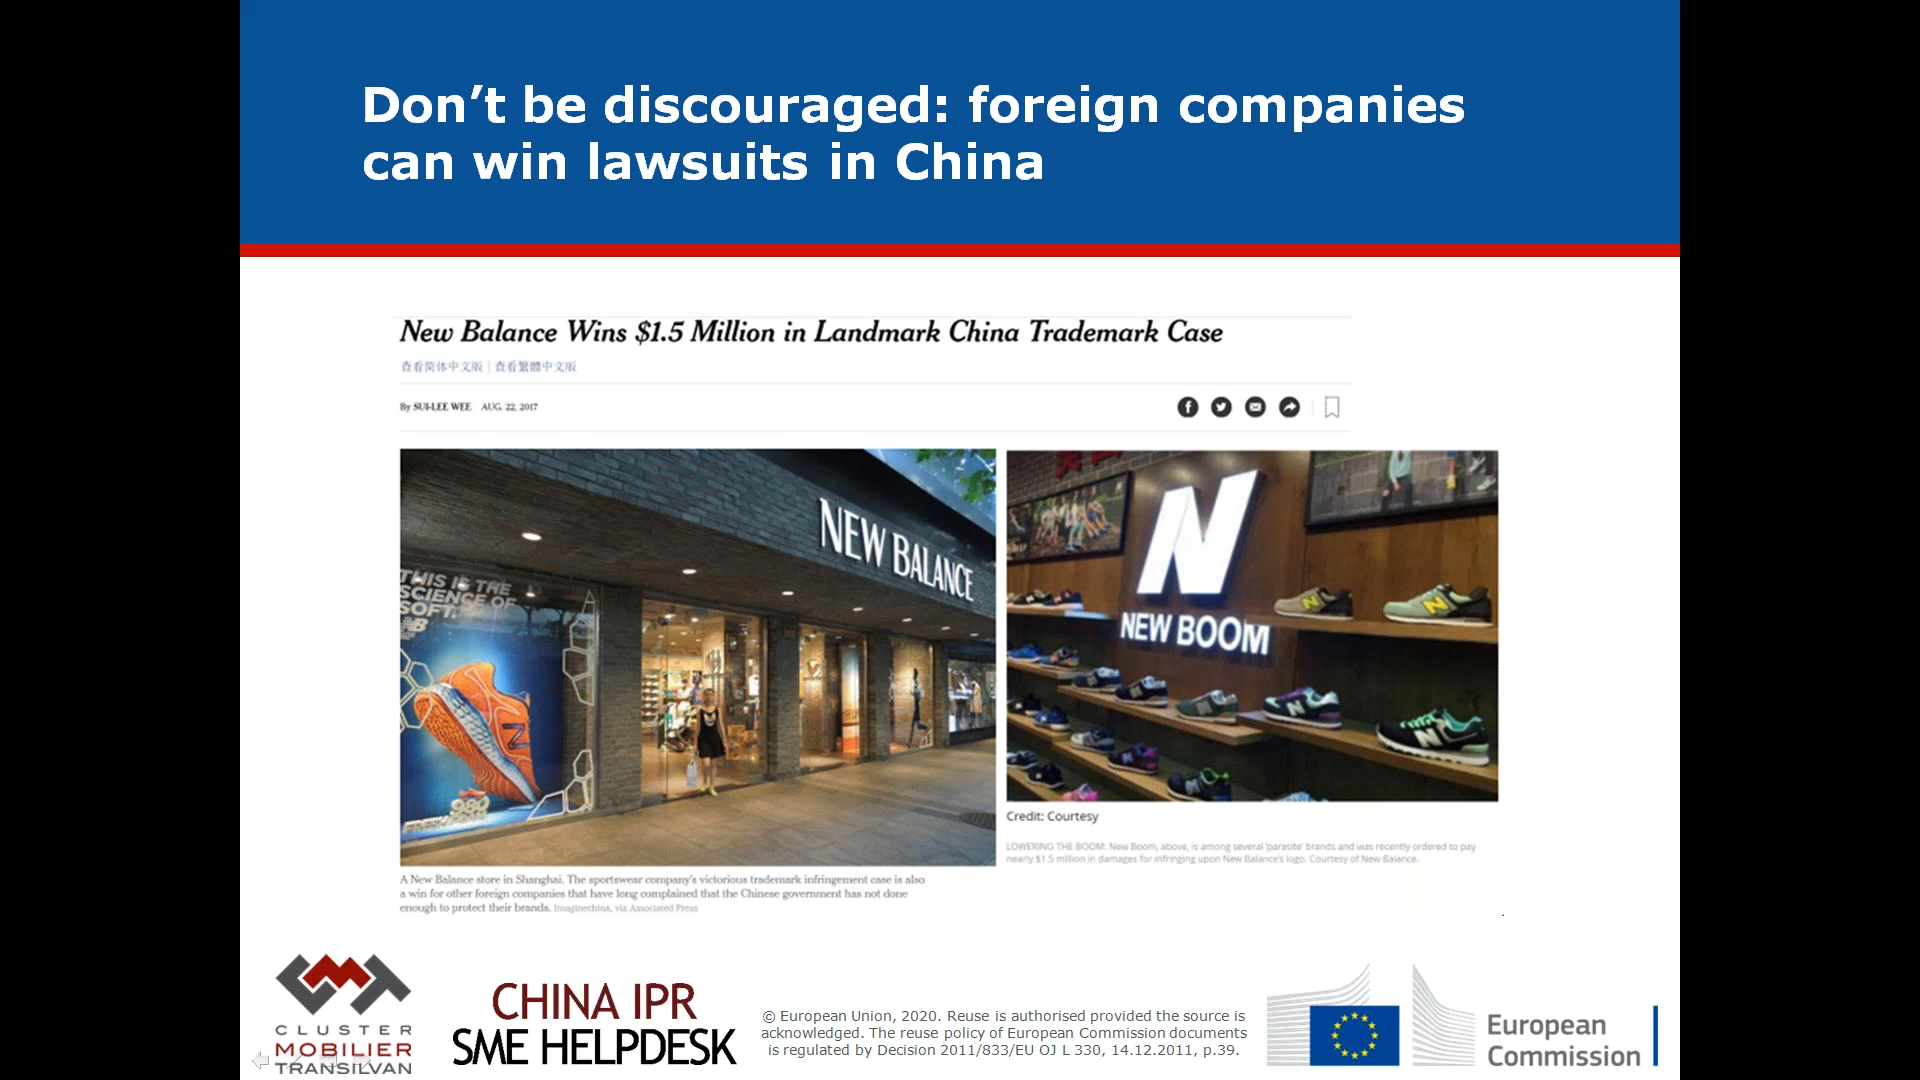 Don’t be discouraged: foreign companies
can win lawsuits in China
New Balance Wins $1.5 Million in Landmark China Trademark Case
查看简体中文版 | 查看繁體中文版
By SUI-LEE WEE AUG. 22, 2017
THIS IS THE
SCIENCE OF
SOFT.
NB
980
FRESH FOAM
NEW BALANCE
N
NEW BOOM
Credit: Courtesy
LOWERING THE BOOM: New Boom, above, is among several 'parasite' brands and was recently ordered to pay
nearly $1.5 million in damages for infringing upon New Balance's logo. Courtesy of New Balance.
A New Balance store in Shanghai. The sportswear company's victorious trademark infringement case is also
a win for other foreign companies that have long complained that the Chinese government has not done
enough to protect their brands. Imaginechina, via Associated Press
CLUSTER
MOBILIER
TRANSILVAN
CHINA IPR
SME HELPDESK
© European Union, 2020. Reuse is authorised provided the source is
acknowledged. The reuse policy of European Commission documents
is regulated by Decision 2011/833/EU OJ L 330, 14.12.2011, p.39.
European
Commission